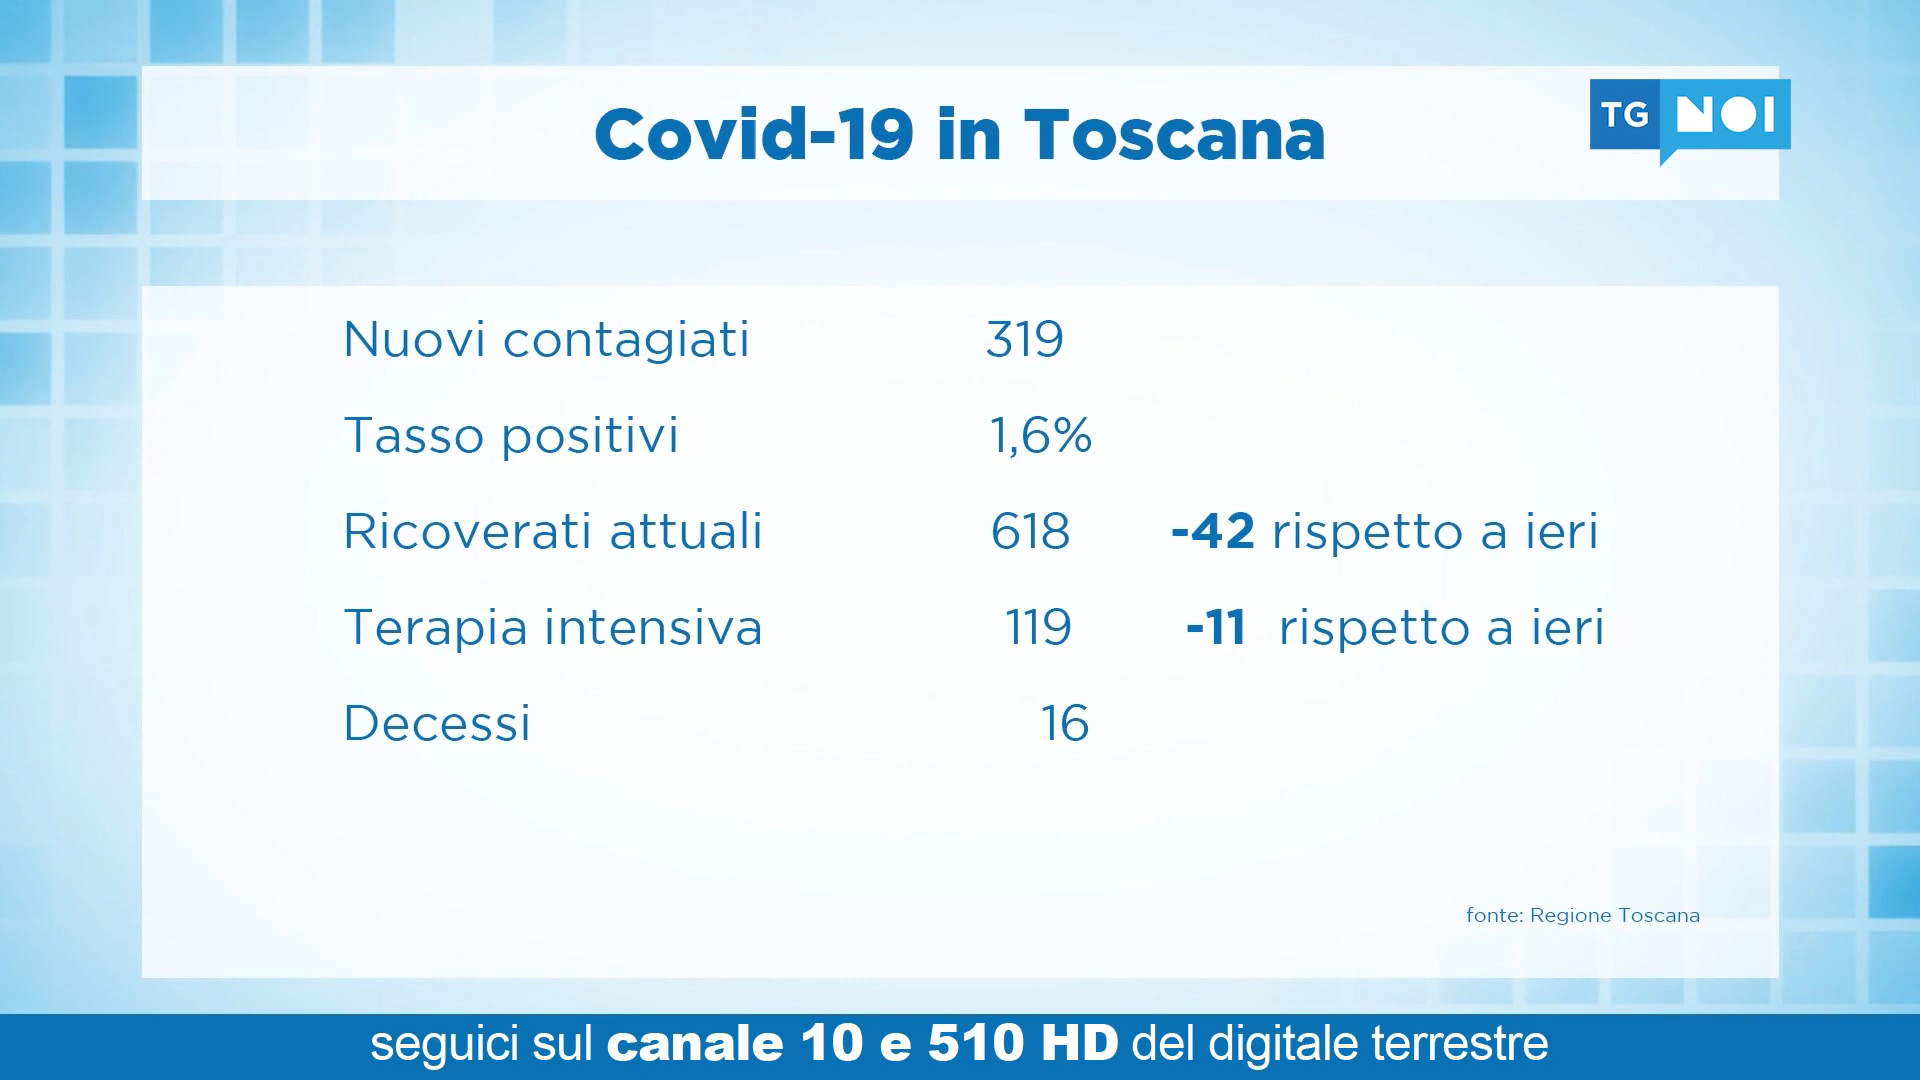 Covid-19 in Toscana
TG NOI
Nuovi contagiati 319
Tasso positivi 1,6%
Ricoverati attuali 618 -42 rispetto a ieri
Terapia intensiva 119 -11 rispetto a ieri
Decessi 16
fonte: Regione Toscana
seguici sul canale 10 e 510 HD del digitale terrestre